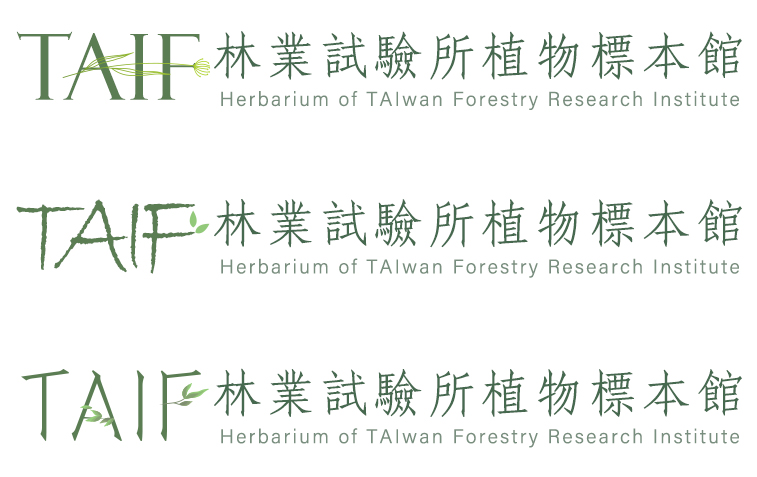 TAIF 林業試驗所植物標本館
Herbarium of TAIwan Forestry Research Institute
TAIF 林業試驗所植物標本館
Herbarium of TAIwan Forestry Research Institute
TAIF 林業試驗所植物標本館
Herbarium of TAIwan Forestry Research Institute